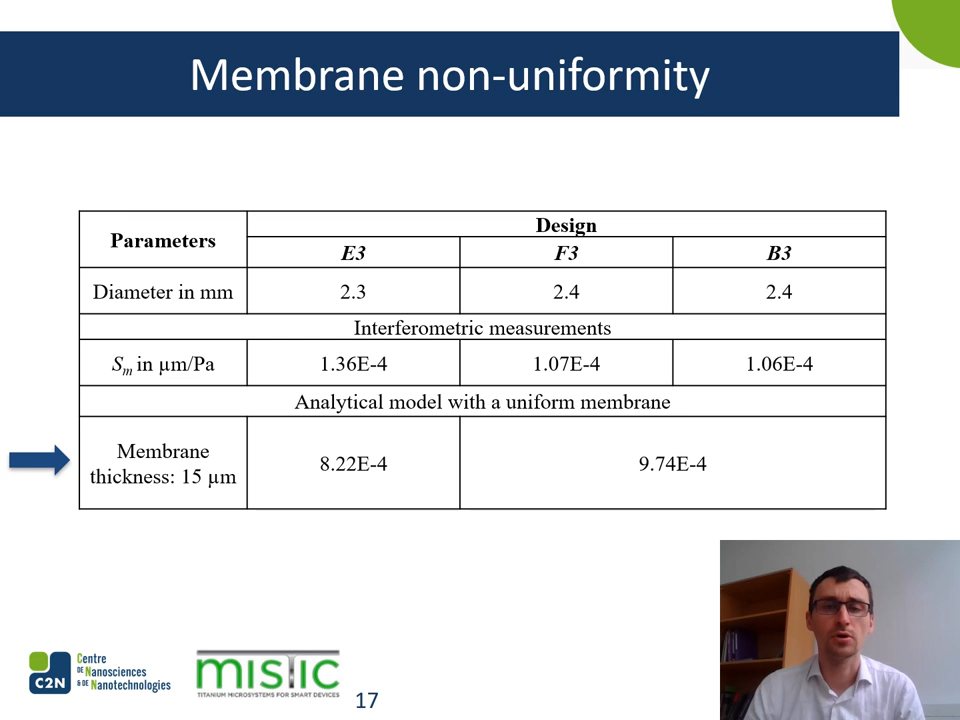 Membrane non-uniformity
Parameters
Design
E3 F3 B3
Diameter in mm 2.3 2.4 2.4
Interferometric measurements
Sm in µm/Pa 1.36E-4 1.07E-4 1.06E-4
Analytical model with a uniform membrane
Membrane
thickness: 15 µm 8.22E-4 9.74E-4
C2N
Centre
DE Nanosciences
& DE Nanotechnologies
MISTIC
TITANIUM MICROSYSTEMS FOR SMART DEVICES
17